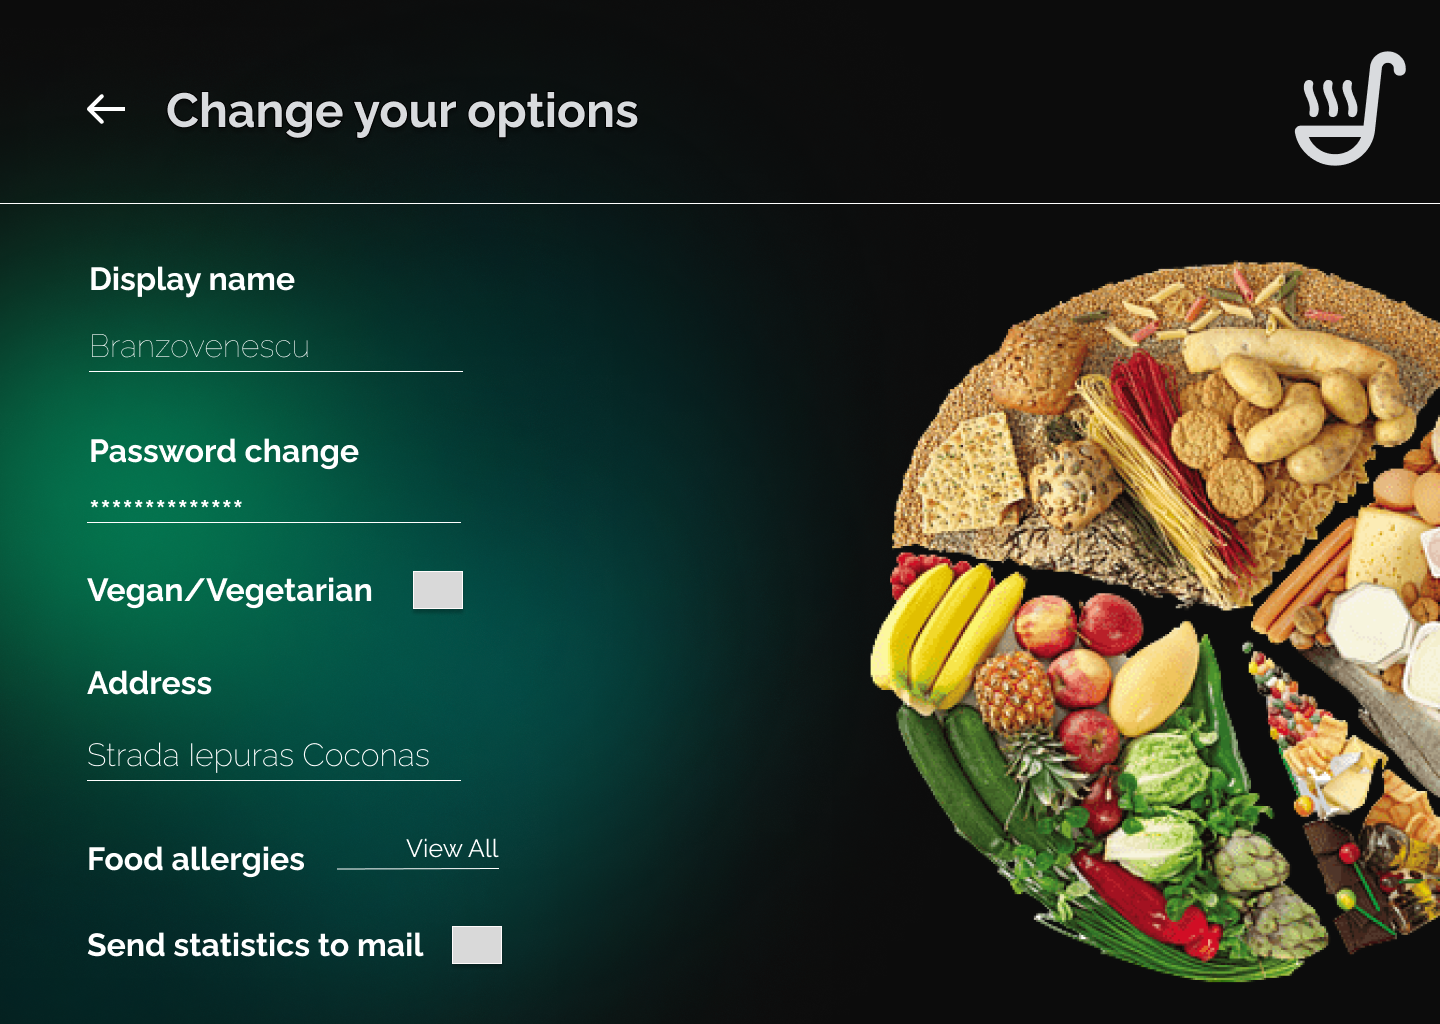 Change your options
Display name
Branzovenescu
Password change
**************
Vegan/Vegetarian
Address
Strada Iepuras Coconas
Food allergies View All
Send statistics to mail